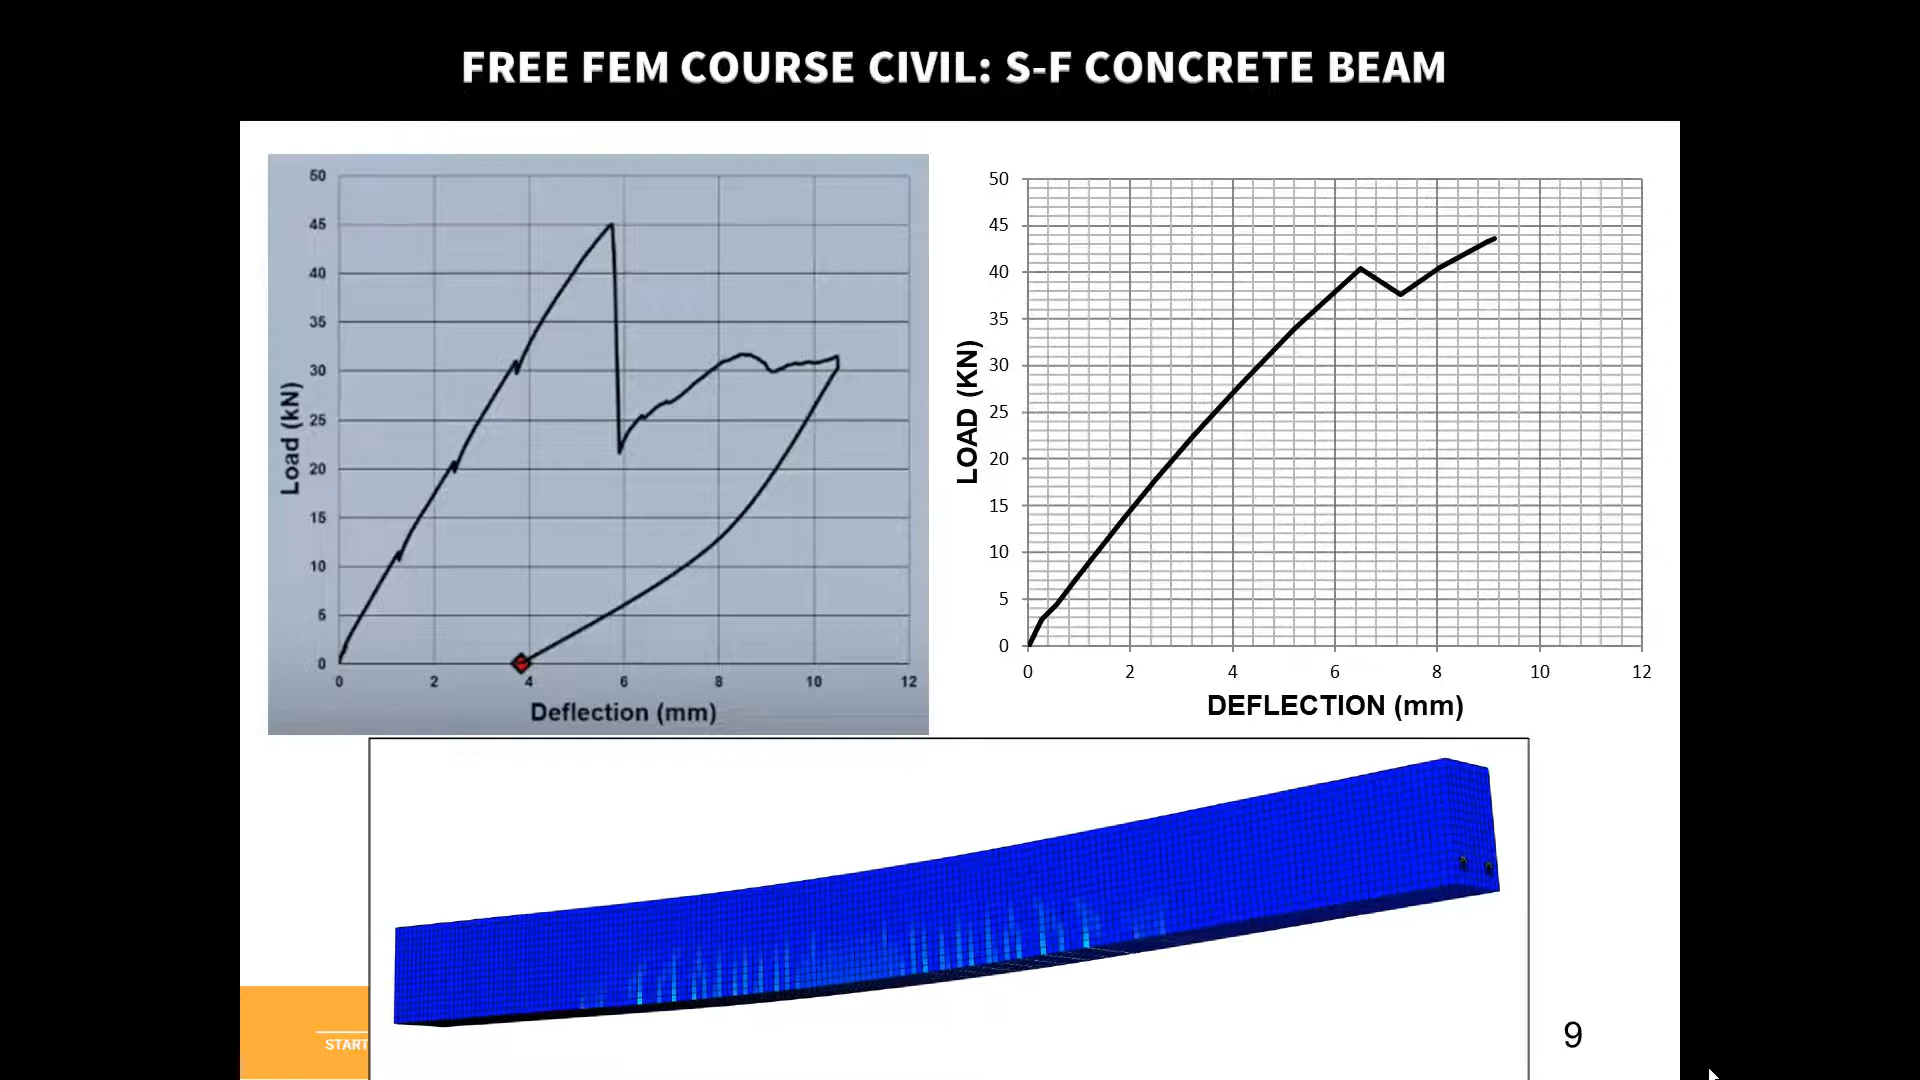 FREE FEM COURSE CIVIL: S-F CONCRETE BEAM
50
45
40
35
30
25
20
15
10
5
0
Load (kN)
0 2 4 6 8 10 12
Deflection (mm)
50
45
40
35
30
25
20
15
10
5
0
LOAD (KN)
0 2 4 6 8 10 12
DEFLECTION (mm)
START
9